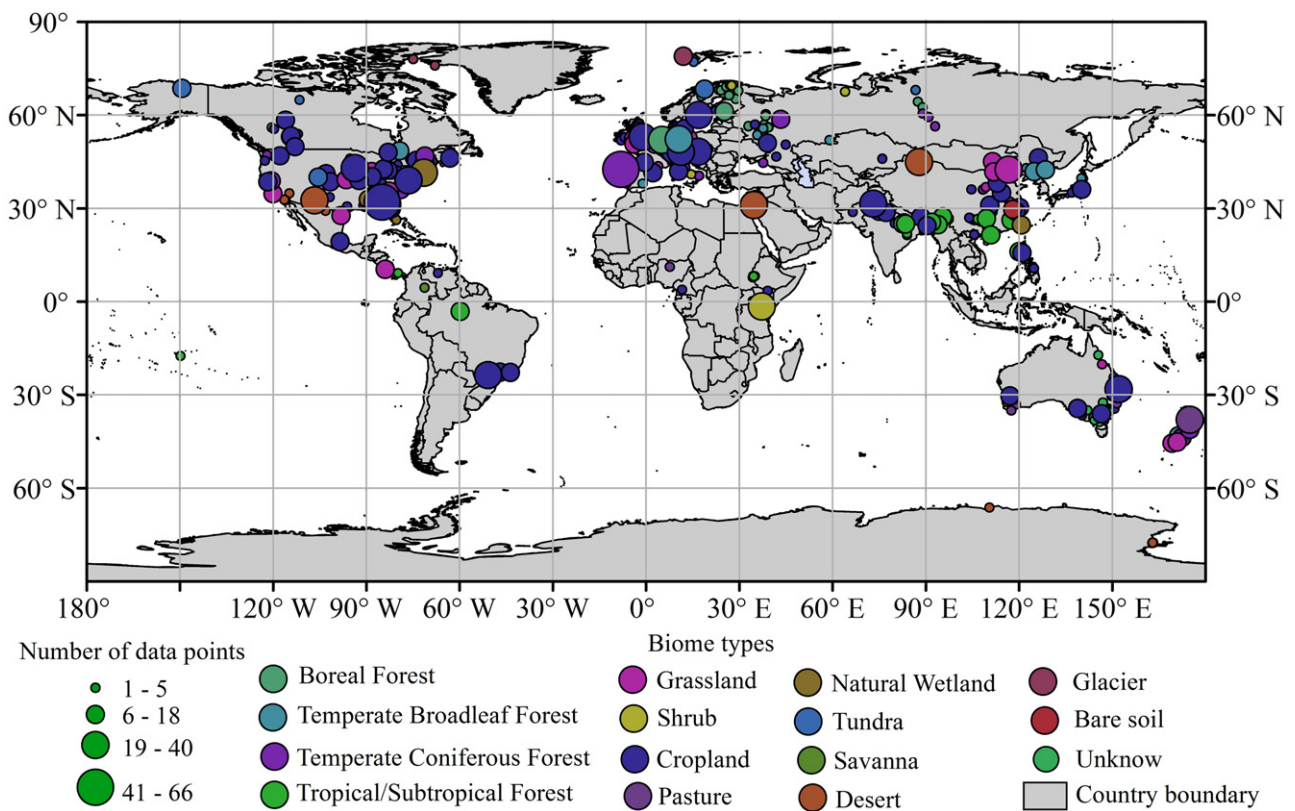 90°
60° N
60° N
30° N
30° N
0°
0°
30° S
30° S
60° S
60° S
180° 120° W 90° W 60° W 30° W 0° 30° E 60° E 90° E 120° E 150° E
Number of data points
1 - 5
6 - 18
19 - 40
41 - 66
Biome types
Boreal Forest
Temperate Broadleaf Forest
Temperate Coniferous Forest
Tropical/Subtropical Forest
Grassland
Shrub
Cropland
Pasture
Natural Wetland
Tundra
Savanna
Desert
Glacier
Bare soil
Unknow
Country boundary